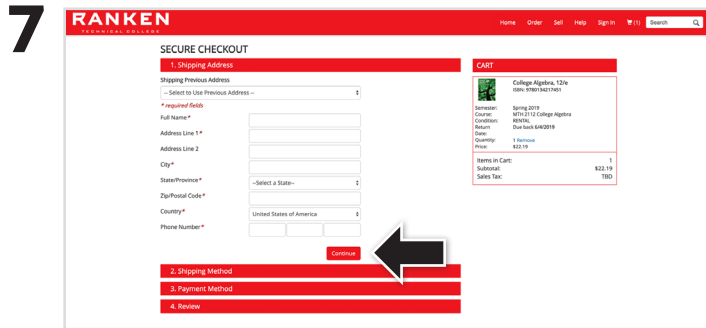 7
RANKEN
TECHNICAL COLLEGE
Home Order Sell Help Sign In (1) Search
SECURE CHECKOUT
1. Shipping Address
Shipping Previous Address
-- Select to Use Previous Address --
* required fields
Full Name*
Address Line 1*
Address Line 2
City*
State/Province*
--Select a State--
Zip/Postal Code*
Country*
United States of America
Phone Number*
Continue
2. Shipping Method
3. Payment Method
4. Review
CART
College Algebra, 12/e
ISBN: 9780134217451
Semester: Spring 2019
Course: MTH 2112 College Algebra
Condition: RENTAL
Return Date: Due back 6/4/2019
Quantity: 1 Remove
Price: $22.19
Items in Cart: 1
Subtotal: $22.19
Sales Tax: TBD